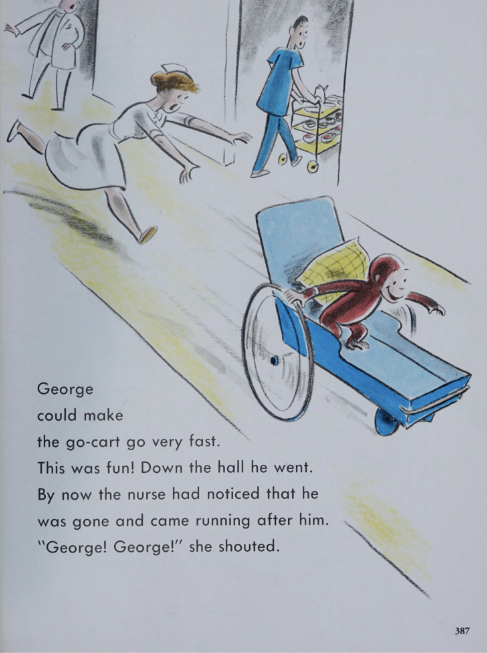 George
could make
the go-cart go very fast.
This was fun! Down the hall he went.
By now the nurse had noticed that he
was gone and came running after him.
"George! George!" she shouted.
387